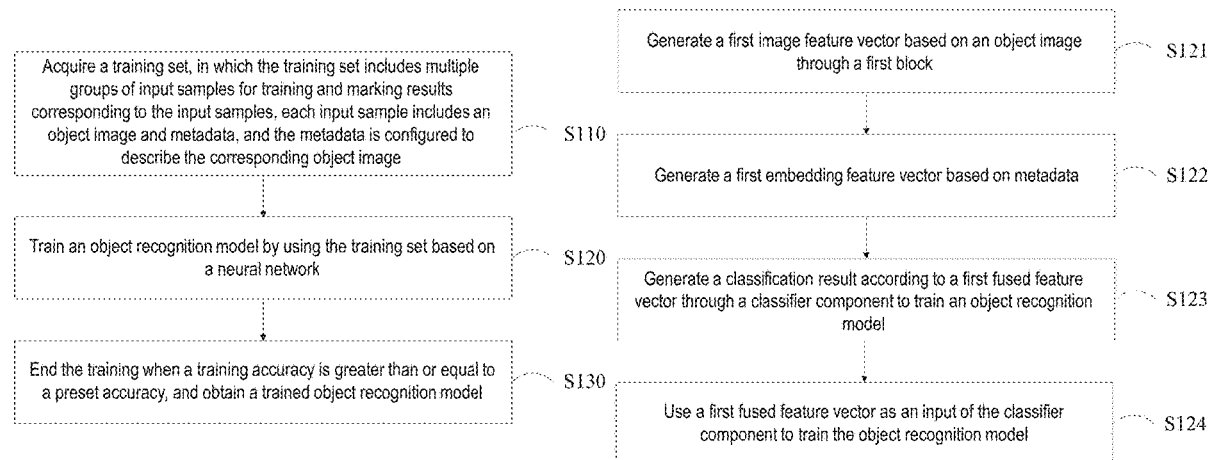 Acquire a training set, in which the training set includes multiple
groups of input samples for training and marking results
corresponding to the input samples, each input sample includes an
object image and metadata, and the metadata is configured to
describe the corresponding object image
S110
Train an object recognition model by using the training set based on
a neural network
S120
End the training when a training accuracy is greater than or equal to
a preset accuracy, and obtain a trained object recognition model
S130
Generate a first image feature vector based on an object image
through a first block
S121
Generate a first embedding feature vector based on metadata
S122
Generate a classification result according to a first fused feature
vector through a classifier component to train an object recognition
model
S123
Use a first fused feature vector as an input of the classifier
component to train the object recognition model
S124